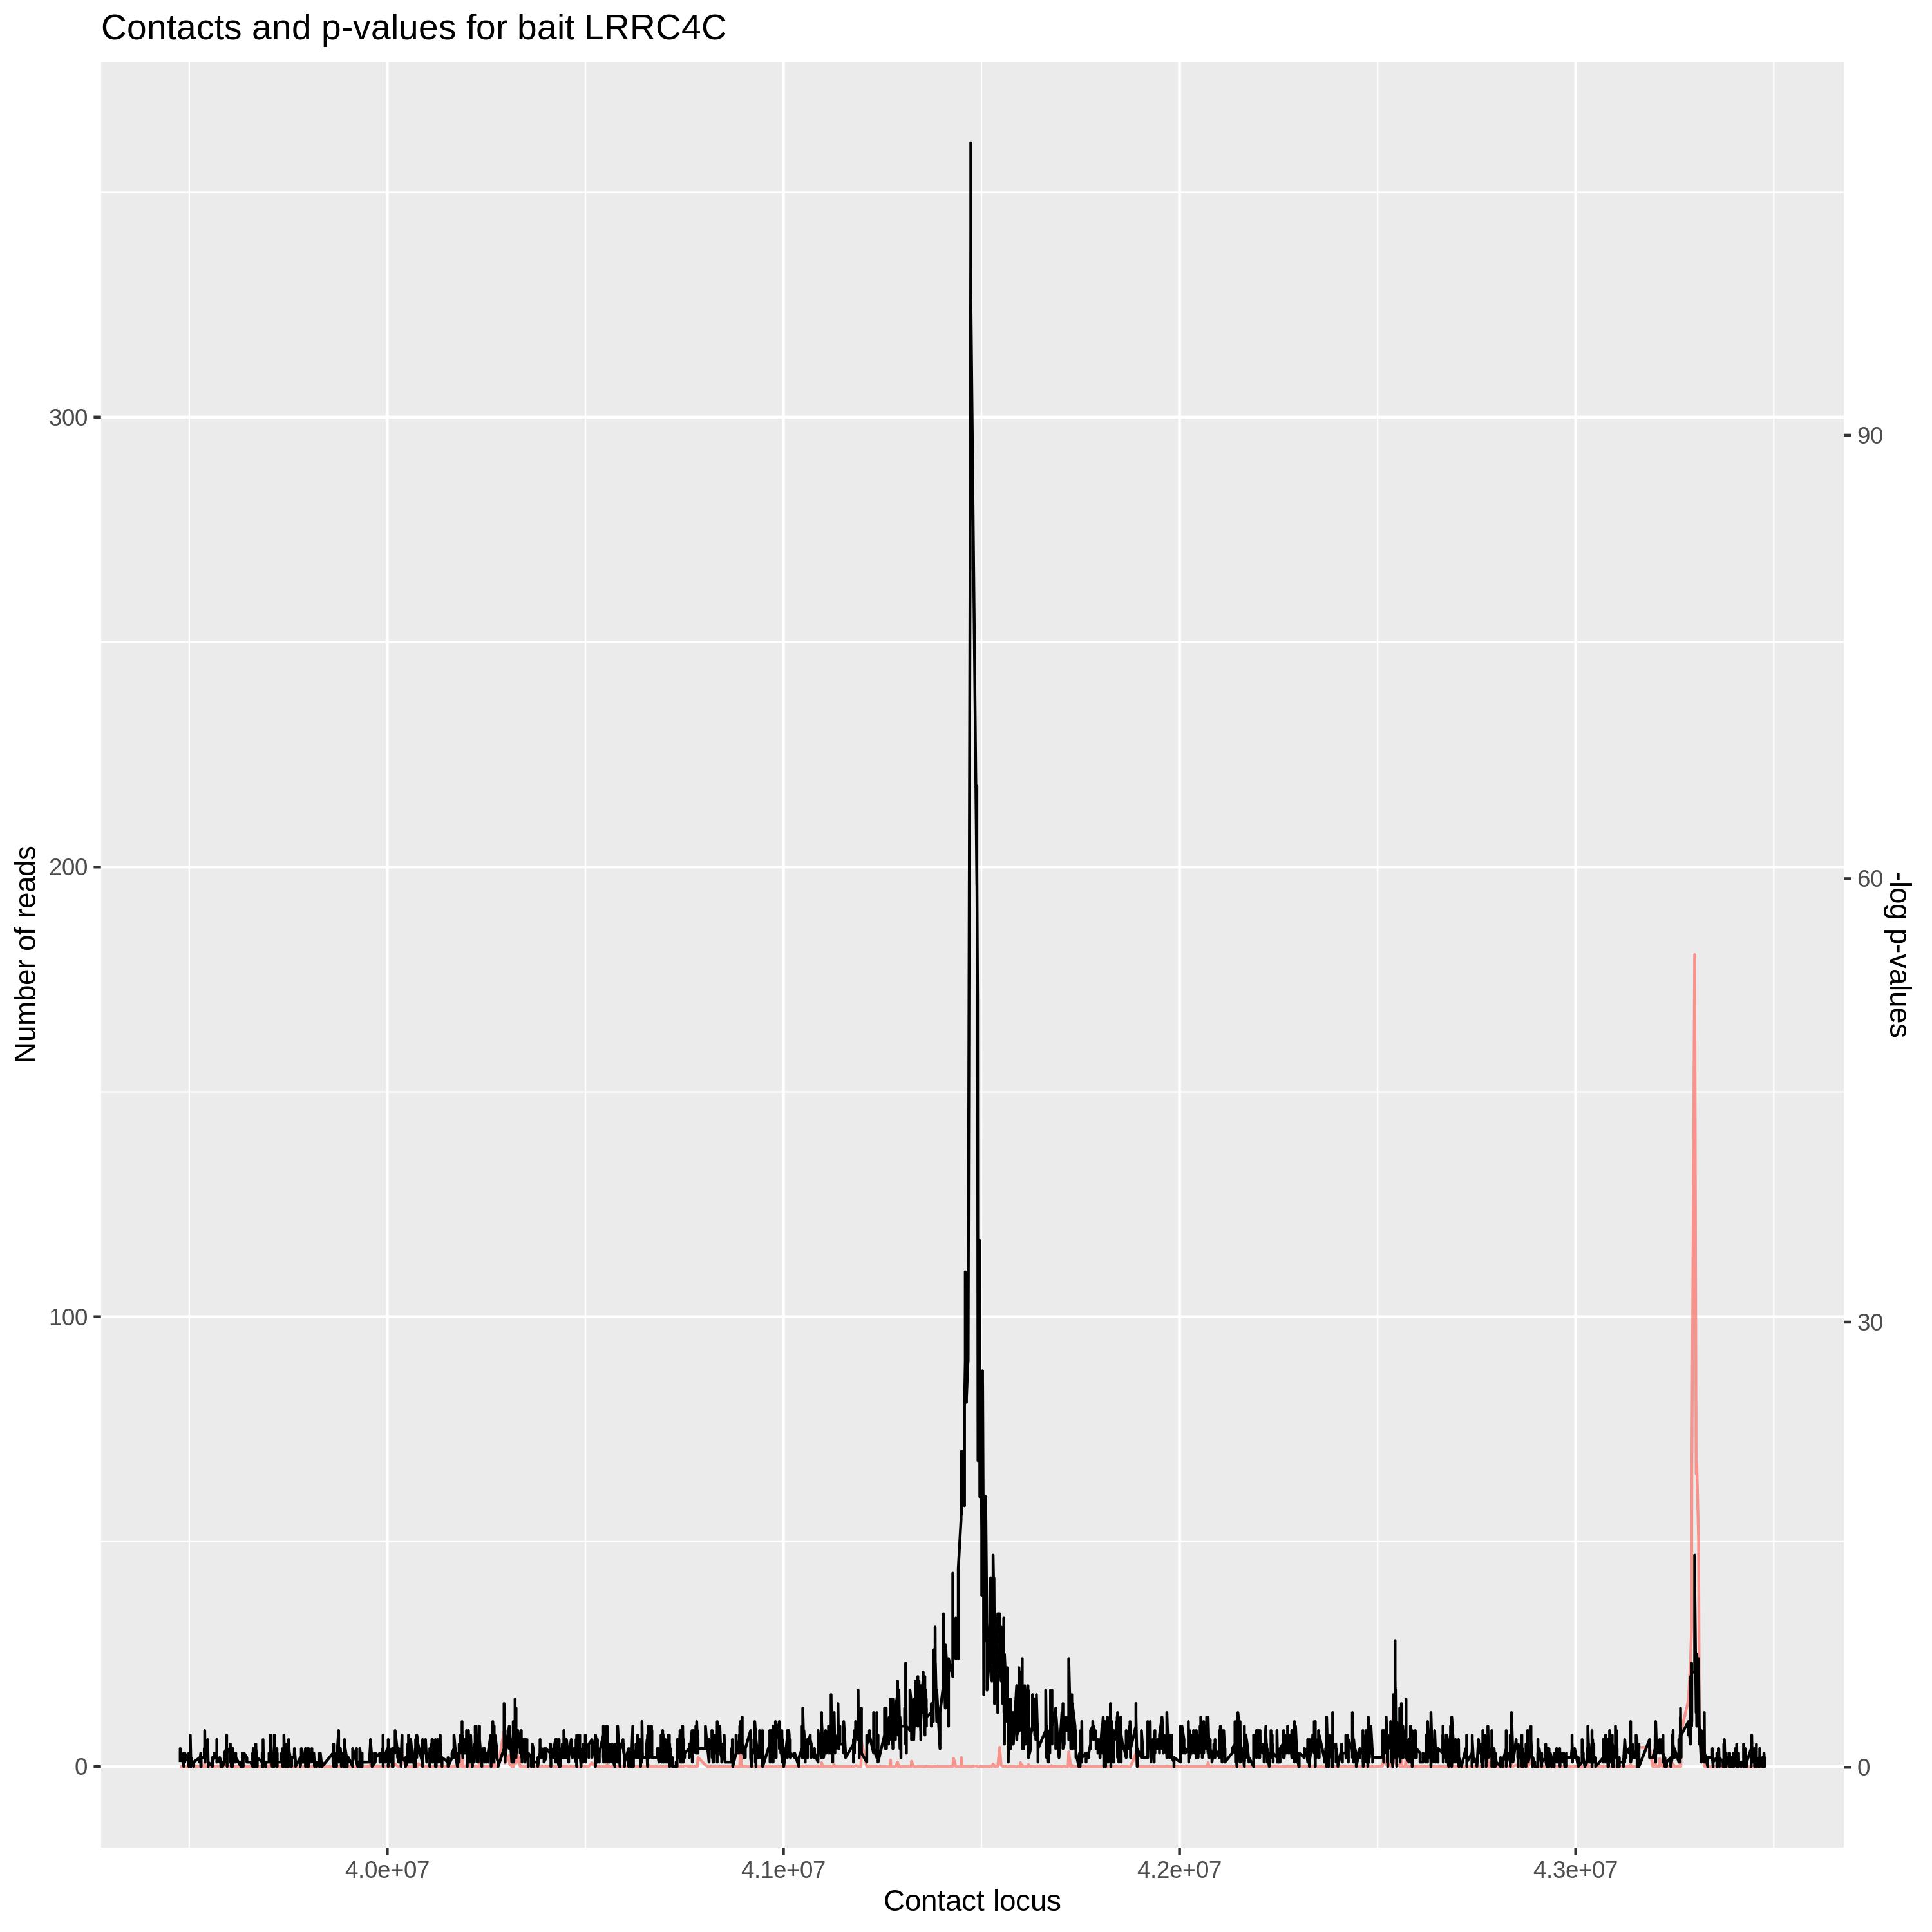 Contacts and p-values for bait LRRC4C
300
200
100
0
Number of reads
90
60
30
0
-log p-values
4.0e+07
4.1e+07
4.2e+07
4.3e+07
Contact locus